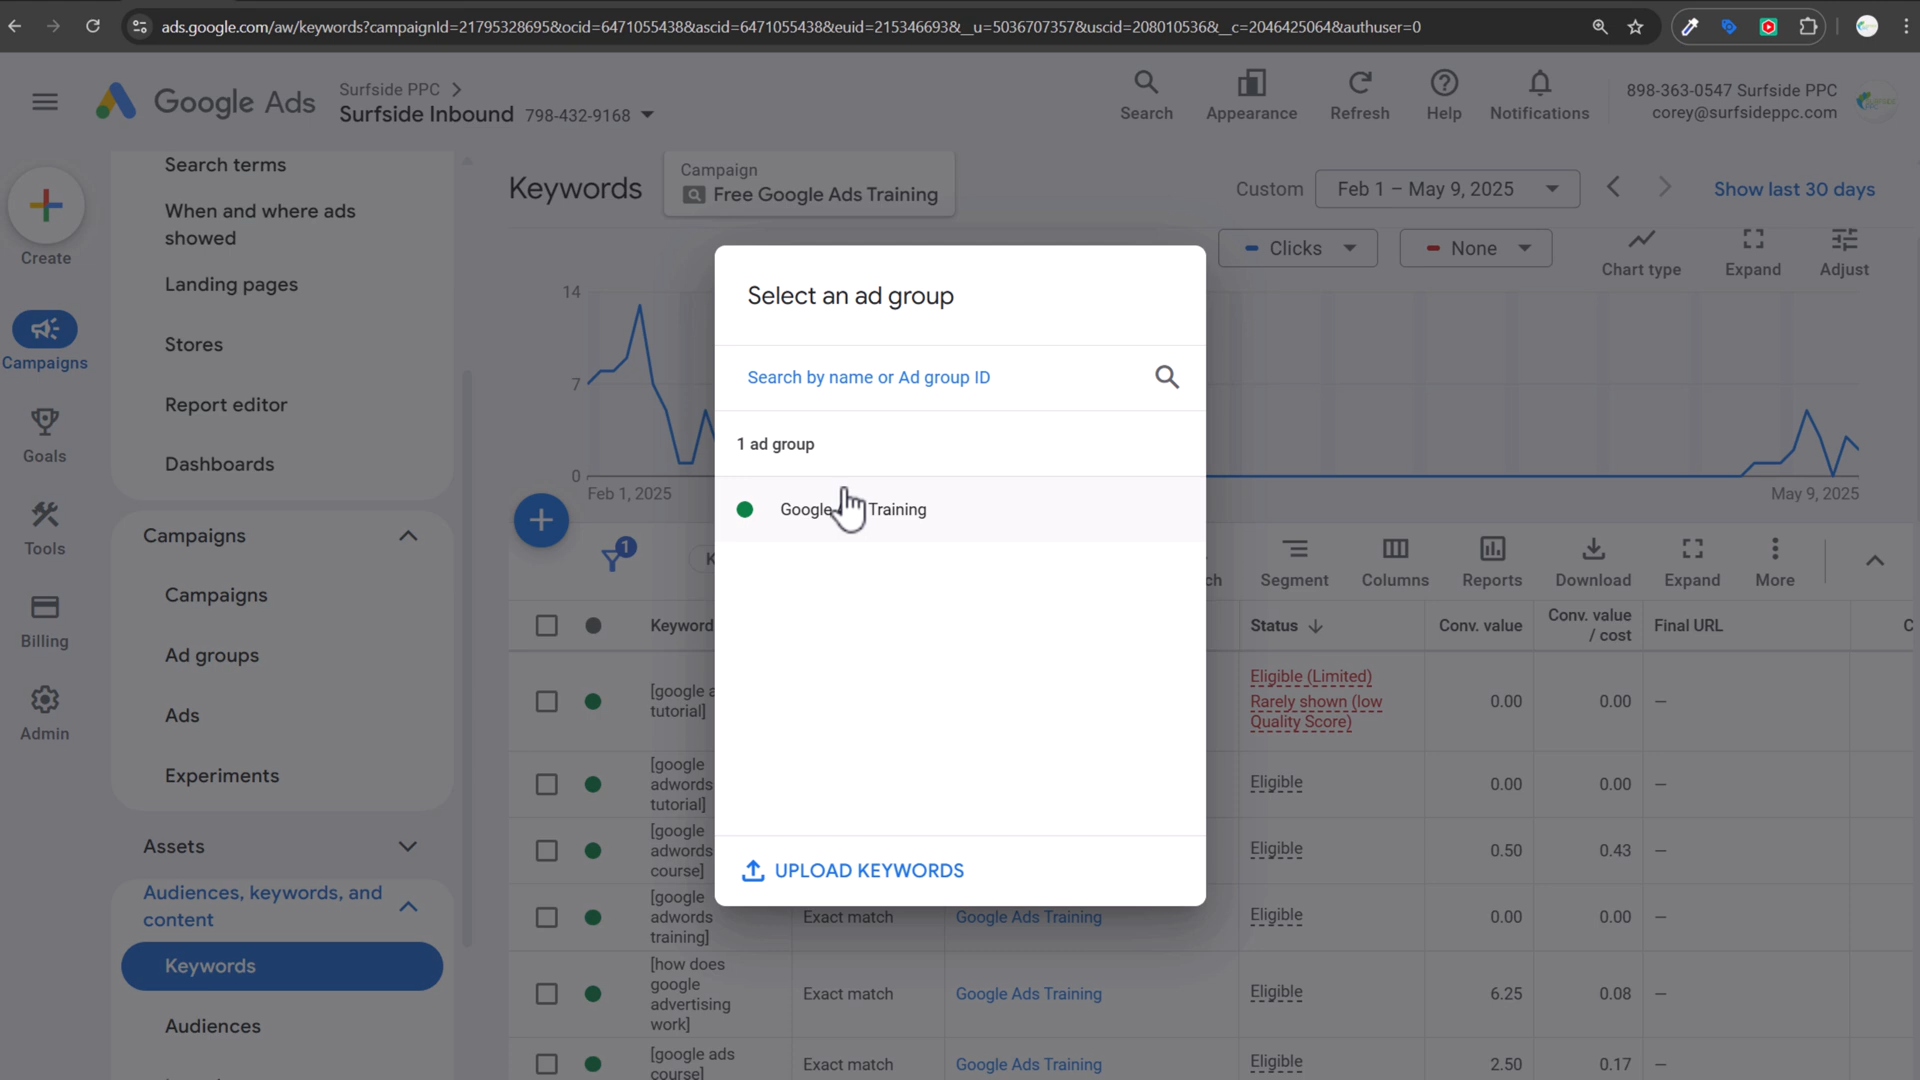 ads.google.com/aw/keywords?campaignId=21795328695&ocid=6471055438&ascid=6471055438&euid=215346693&__u=5036707357&uscid=208010536&__c=2046425064&authuser=0
Google Ads
Surfside PPC
Surfside Inbound 798-432-9168
Search
Appearance
Refresh
Help
Notifications
898-363-0547 Surfside PPC
corey@surfsideppc.com
Create
Campaigns
Goals
Tools
Billing
Admin
Search terms
When and where ads
showed
Landing pages
Stores
Report editor
Dashboards
Campaigns
Campaigns
Ad groups
Ads
Experiments
Assets
Audiences, keywords, and
content
Keywords
Audiences
Keywords
Campaign
Free Google Ads Training
Custom
Feb 1 – May 9, 2025
Show last 30 days
Clicks
None
Chart type
Expand
Adjust
14
7
0
Feb 1, 2025
May 9, 2025
Select an ad group
Search by name or Ad group ID
1 ad group
Google Training
UPLOAD KEYWORDS
1
K
ch
Segment
Columns
Reports
Download
Expand
More
Keyword
Status
Conv. value
Conv. value
/ cost
Final URL
C
[google a
tutorial]
Eligible (Limited)
Rarely shown (low
Quality Score)
0.00
0.00
—
[google
adwords
tutorial]
Eligible
0.00
0.00
—
[google
adwords
course]
Eligible
0.50
0.43
—
[google
adwords
training]
Exact match
Google Ads Training
Eligible
0.00
0.00
—
[how does
google
advertising
work]
Exact match
Google Ads Training
Eligible
6.25
0.08
—
[google ads
course]
Exact match
Google Ads Training
Eligible
2.50
0.17
—